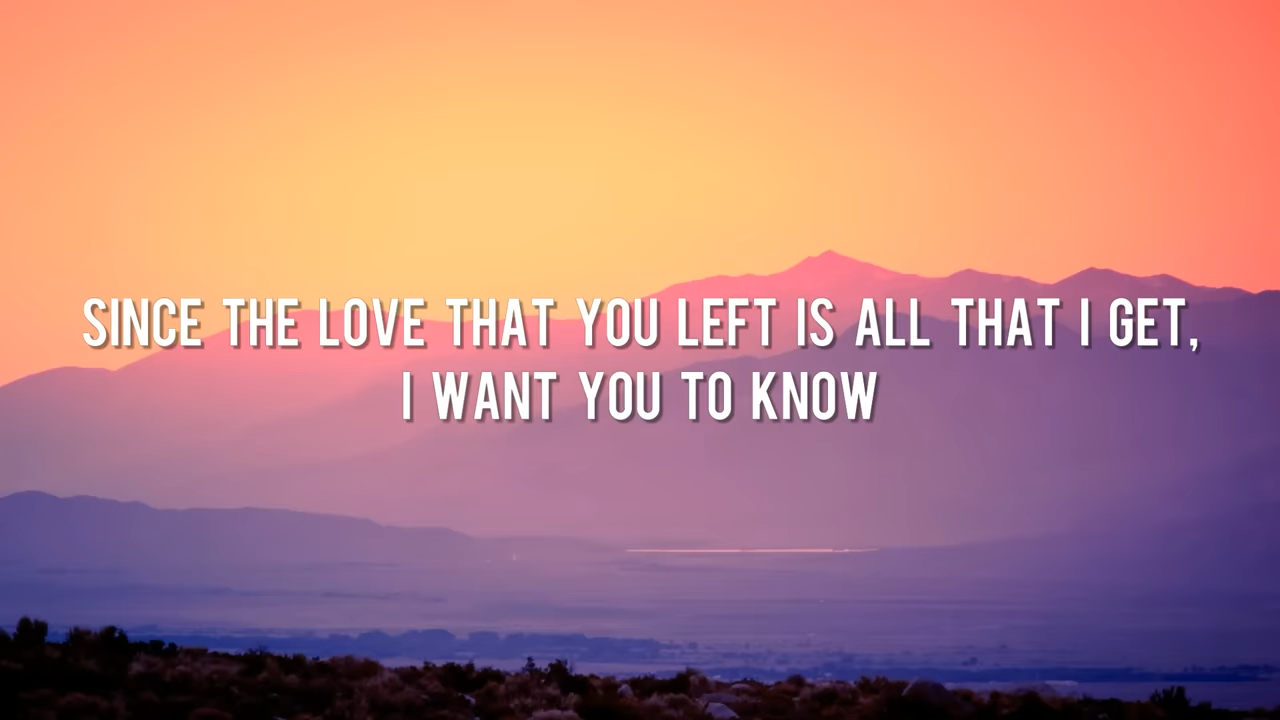 SINCE THE LOVE THAT YOU LEFT IS ALL THAT I GET,
I WANT YOU TO KNOW